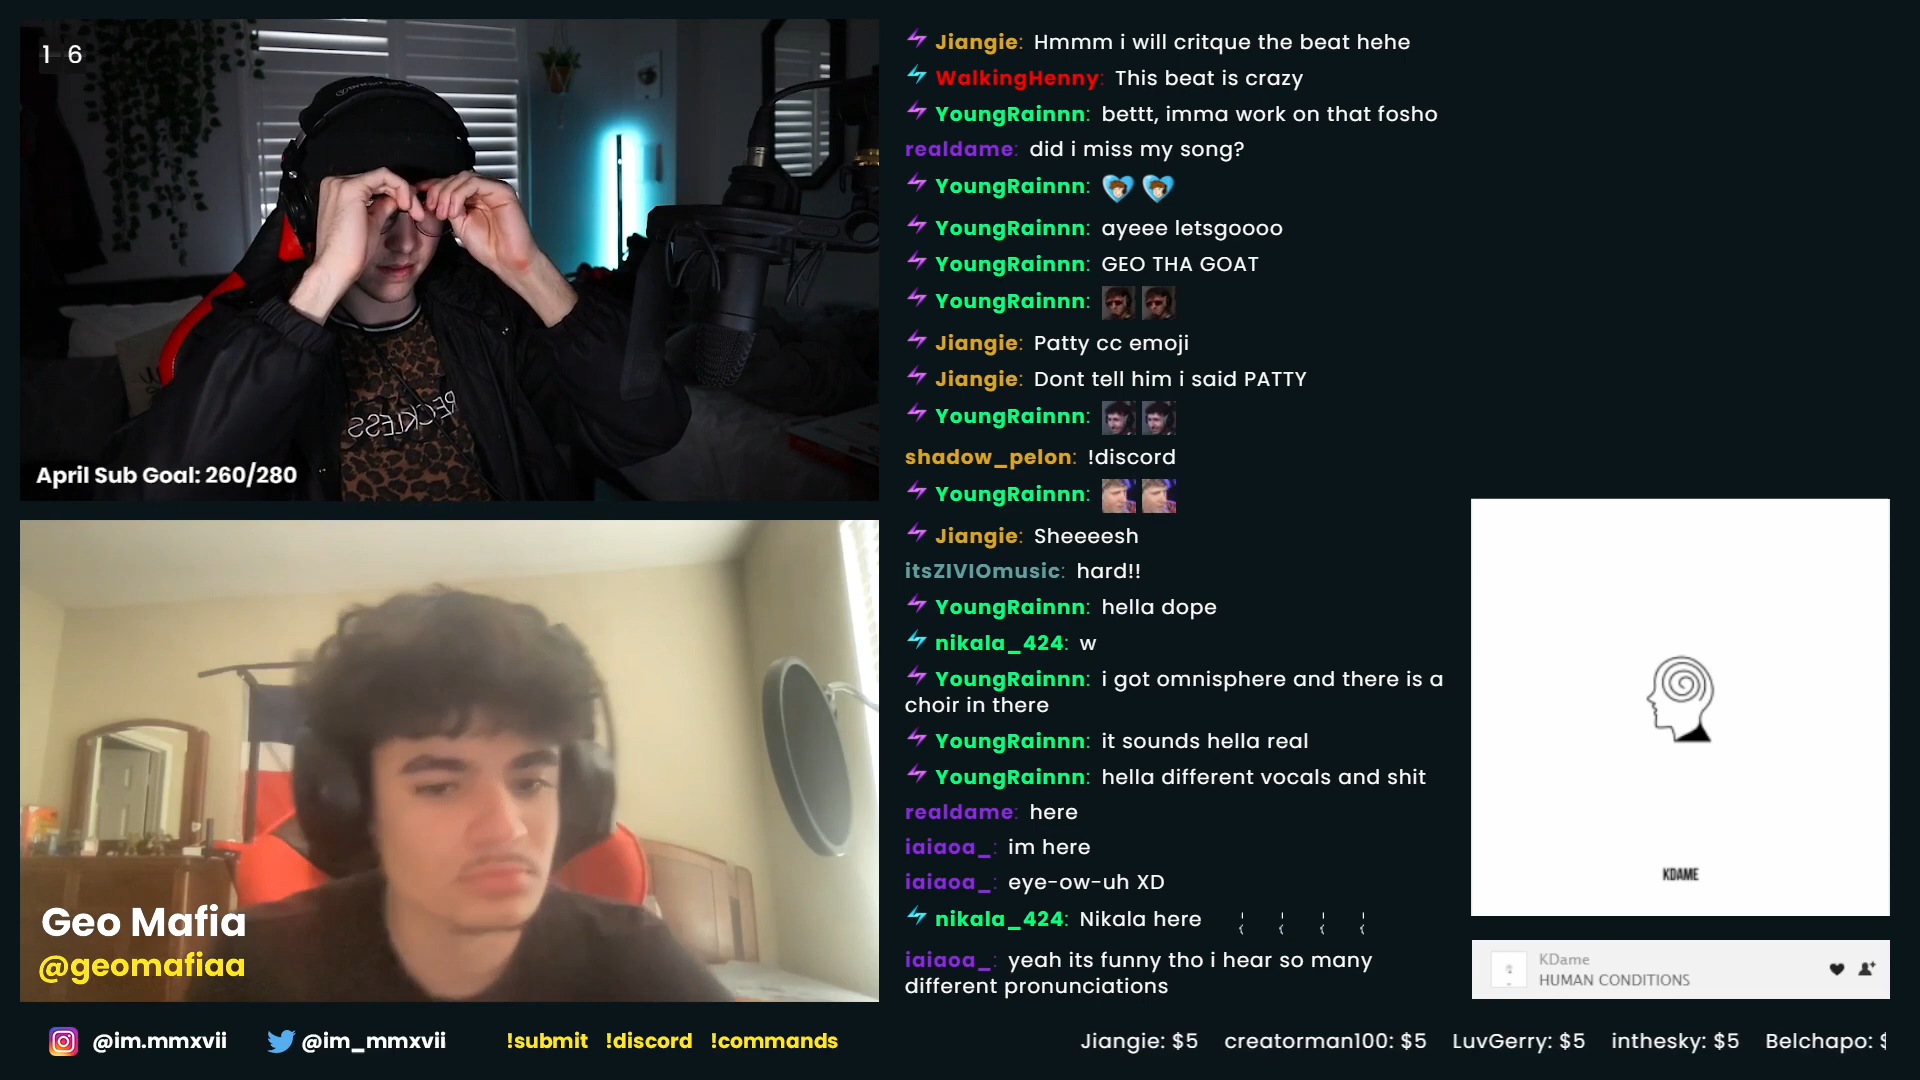 1 6
RECKLESS
April Sub Goal: 260/280
Geo Mafia
@geomafiaa
@im.mmxvii
@im_mmxvii
!submit !discord !commands
Jiangie: Hmmm i will critque the beat hehe
WalkingHenny: This beat is crazy
YoungRainnn: bettt, imma work on that fosho
realdame: did i miss my song?
YoungRainnn:
YoungRainnn: ayeee letsgoooo
YoungRainnn: GEO THA GOAT
YoungRainnn:
Jiangie: Patty cc emoji
Jiangie: Dont tell him i said PATTY
YoungRainnn:
shadow_pelon: !discord
YoungRainnn:
Jiangie: Sheeeesh
itsZIVIOmusic: hard!!
YoungRainnn: hella dope
nikala_424: w
YoungRainnn: i got omnisphere and there is a
choir in there
YoungRainnn: it sounds hella real
YoungRainnn: hella different vocals and shit
realdame: here
iaiaoa_: im here
iaiaoa_: eye-ow-uh XD
nikala_424: Nikala here
iaiaoa_: yeah its funny tho i hear so many
different pronunciations
KDAME
KDame
HUMAN CONDITIONS
Jiangie: $5 creatorman100: $5 LuvGerry: $5 inthesky: $5 Belchapo: $